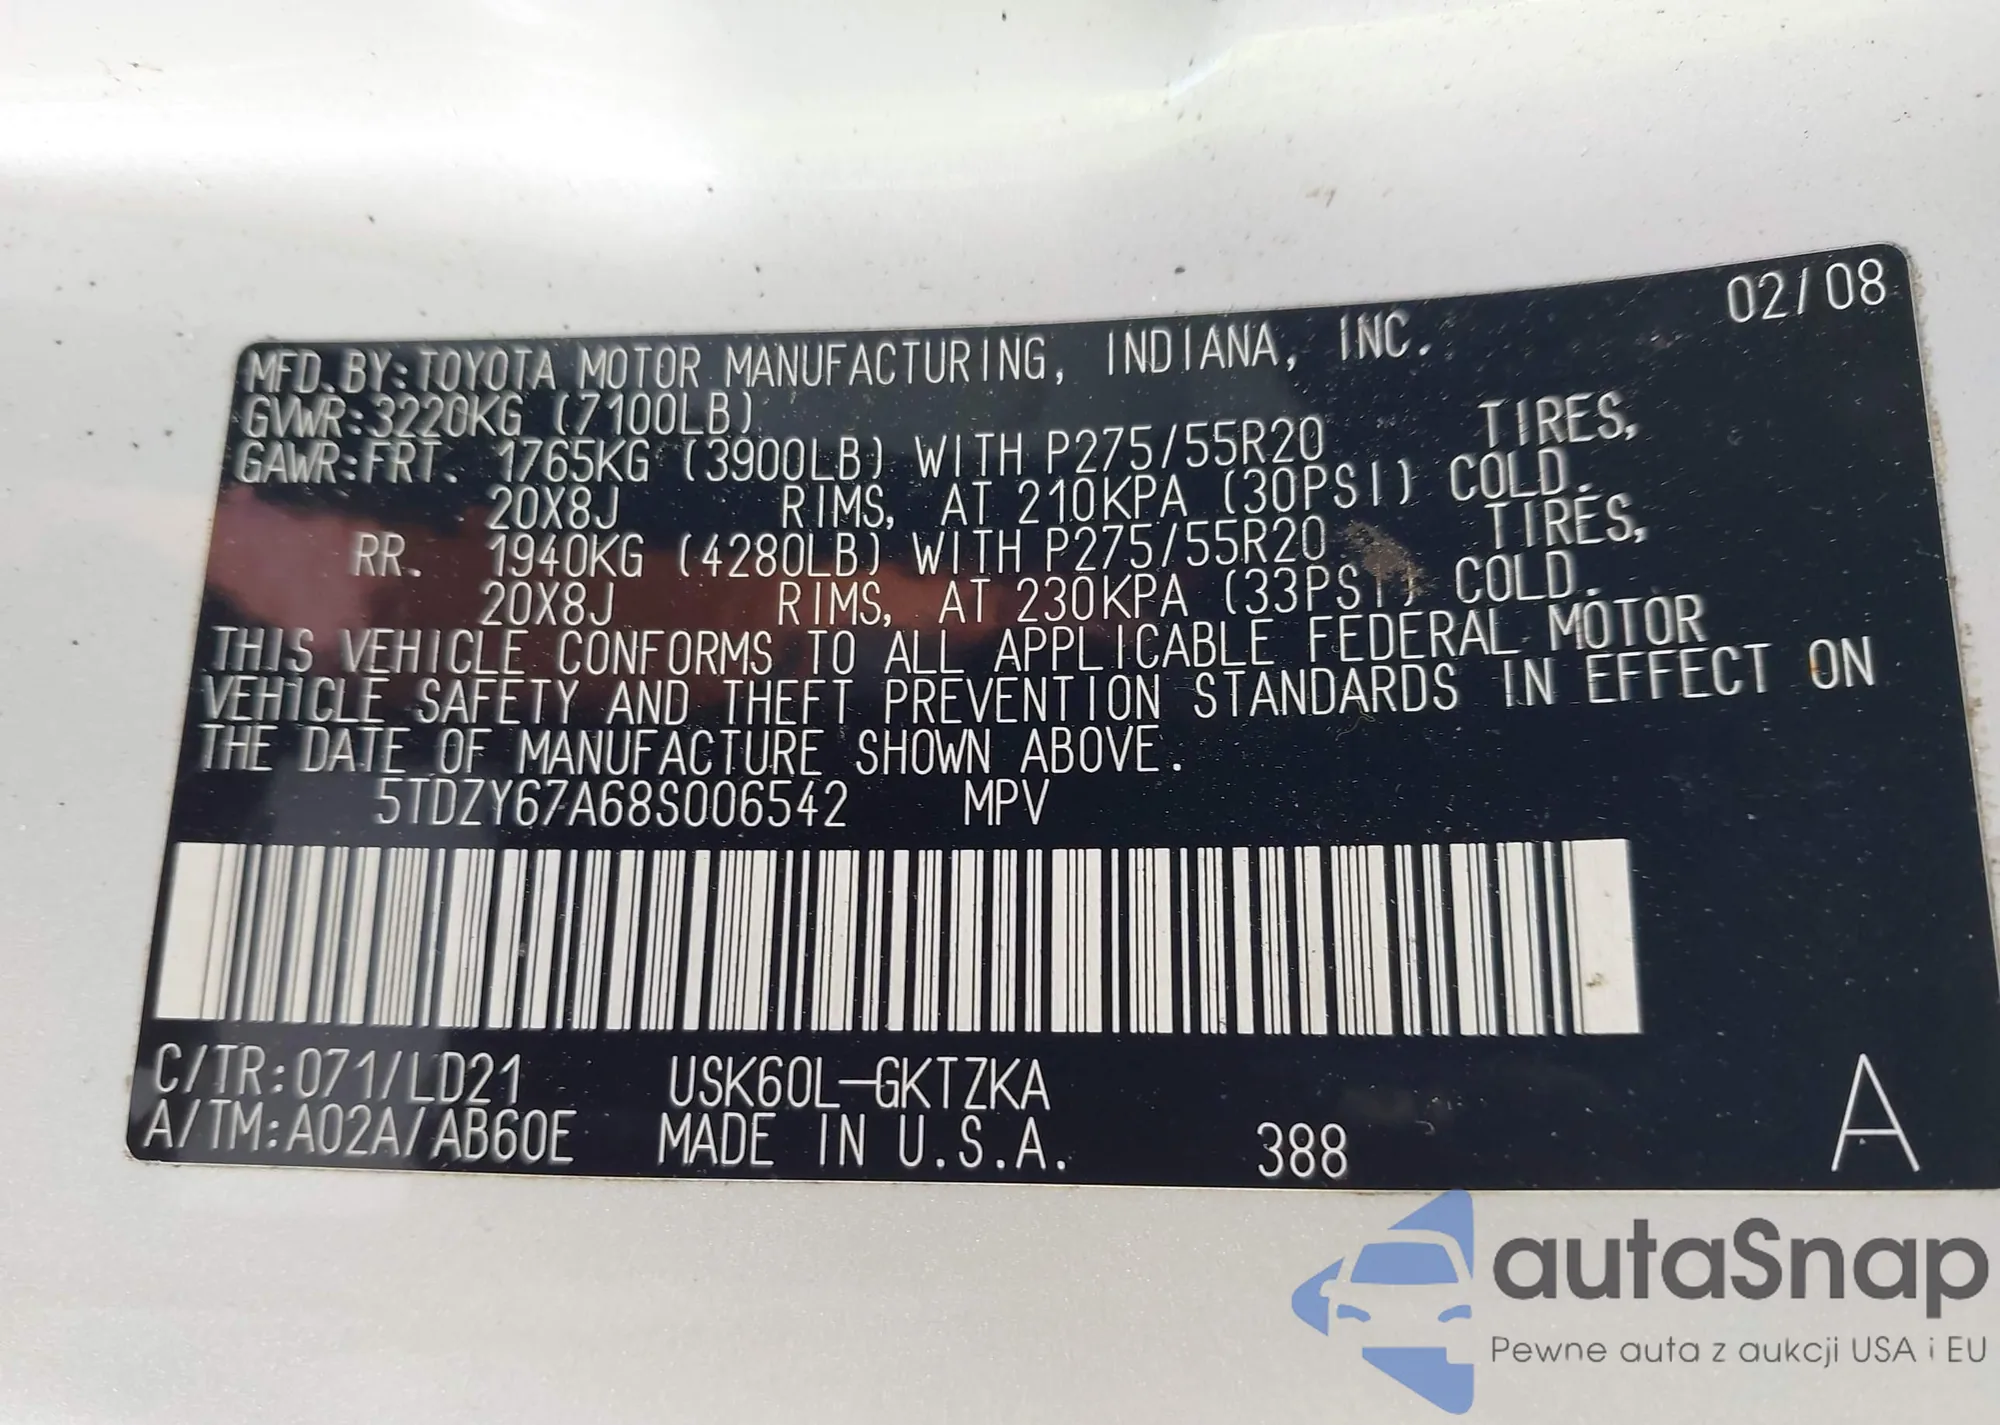 02/08
MFD.BY:TOYOTA MOTOR MANUFACTURING, INDIANA, INC.
GVWR:3220KG (7100LB)
GAWR:FRT. 1765KG (3900LB) WITH P275/55R20 TIRES,
20X8J RIMS, AT 210KPA (30PSI) COLD.
RR. 1940KG (4280LB) WITH P275/55R20 TIRES,
20X8J RIMS, AT 230KPA (33PSI) COLD.
THIS VEHICLE CONFORMS TO ALL APPLICABLE FEDERAL MOTOR
VEHICLE SAFETY AND THEFT PREVENTION STANDARDS IN EFFECT ON
THE DATE OF MANUFACTURE SHOWN ABOVE.
5TDZY67A68S006542 MPV
C/TR:071/LD21 USK60L-GKTZKA
A/TM:A02A/AB60E MADE IN U.S.A. 388 A
autaSnap
Pewne auta z aukcji USA i EU